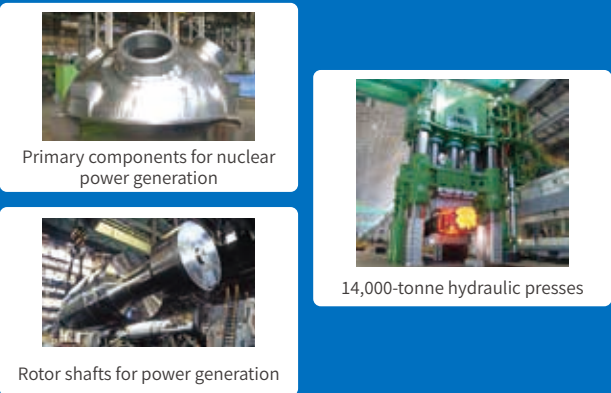 Primary components for nuclear
power generation
14,000-tonne hydraulic presses
Rotor shafts for power generation